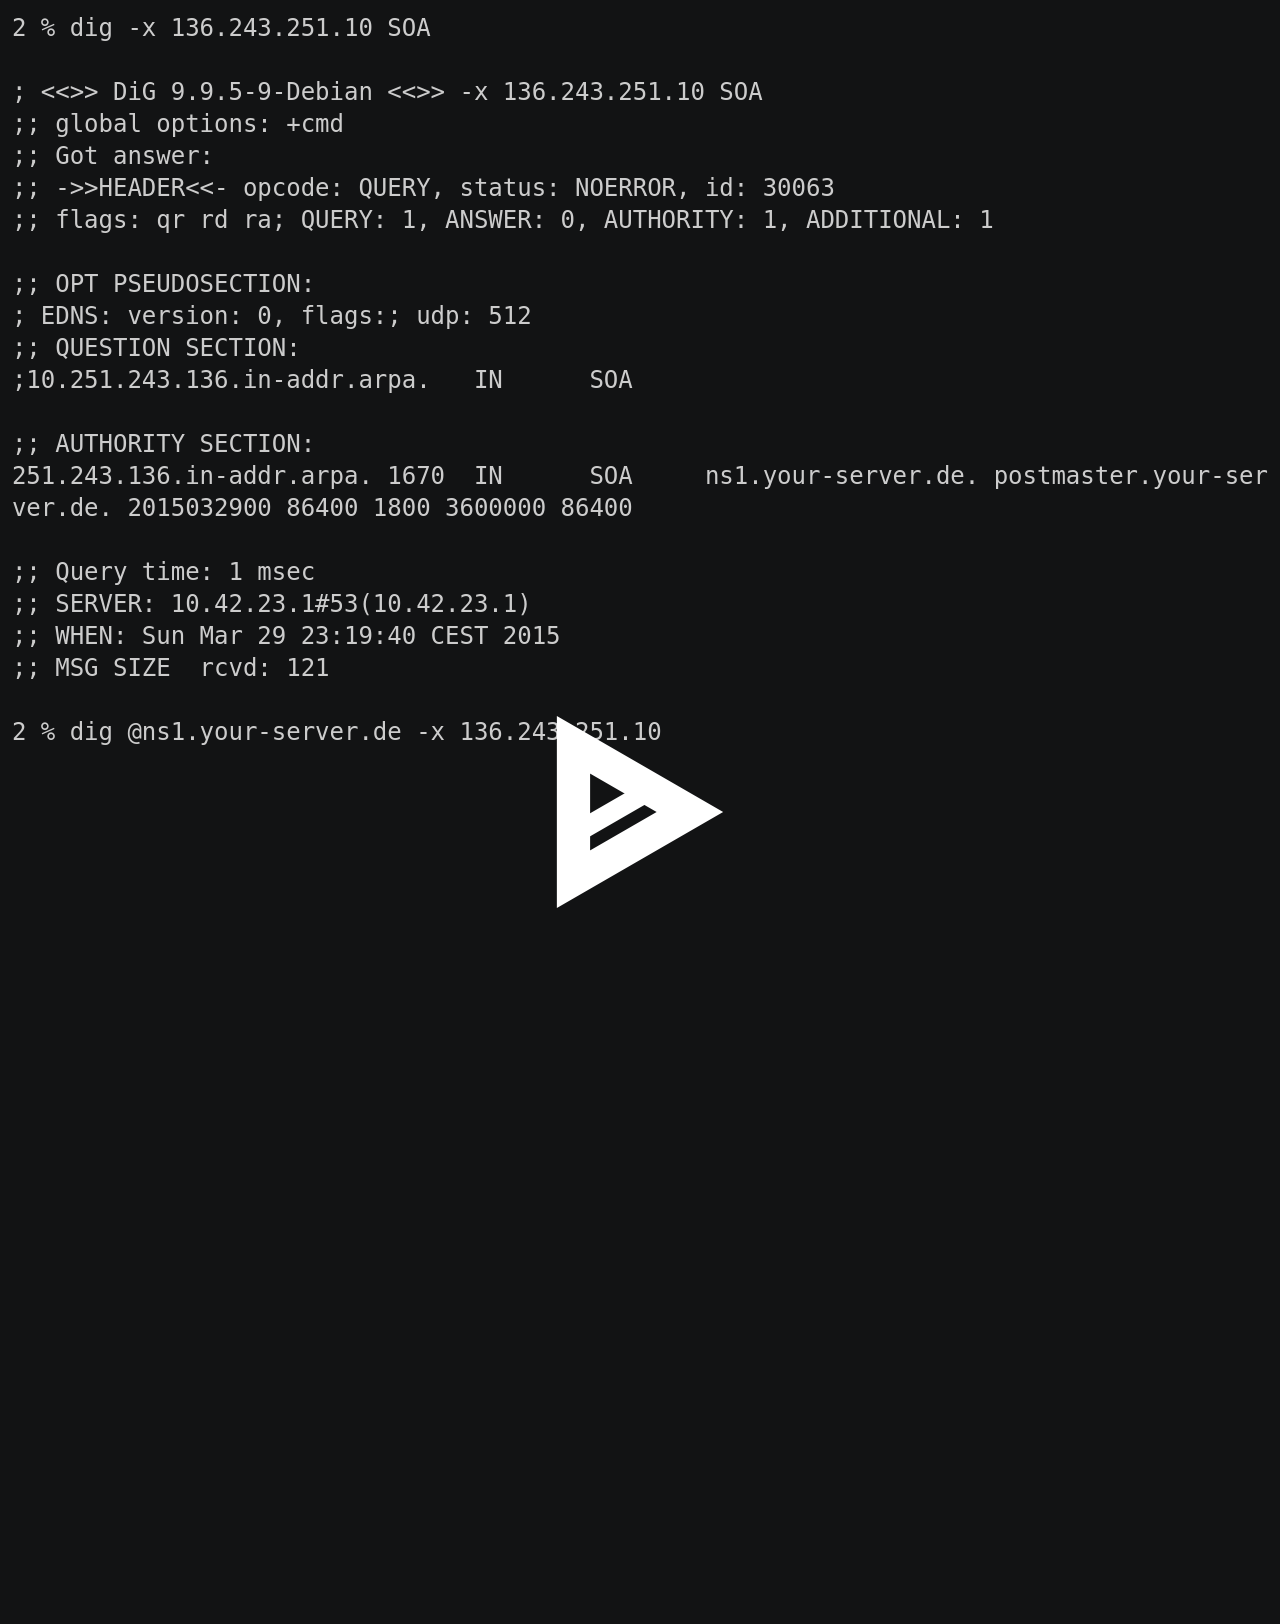 2 % dig -x 136.243.251.10 SOA
; <<>> DiG 9.9.5-9-Debian <<>> -x 136.243.251.10 SOA
;; global options: +cmd
;; Got answer:
;; ->>HEADER<<- opcode: QUERY, status: NOERROR, id: 30063
;; flags: qr rd ra; QUERY: 1, ANSWER: 0, AUTHORITY: 1, ADDITIONAL: 1
;; OPT PSEUDOSECTION:
; EDNS: version: 0, flags:; udp: 512
;; QUESTION SECTION:
;10.251.243.136.in-addr.arpa.   IN      SOA
;; AUTHORITY SECTION:
251.243.136.in-addr.arpa. 1670  IN      SOA     ns1.your-server.de. postmaster.your-ser
ver.de. 2015032900 86400 1800 3600000 86400
;; Query time: 1 msec
;; SERVER: 10.42.23.1#53(10.42.23.1)
;; WHEN: Sun Mar 29 23:19:40 CEST 2015
;; MSG SIZE  rcvd: 121
2 % dig @ns1.your-server.de -x 136.243.251.10